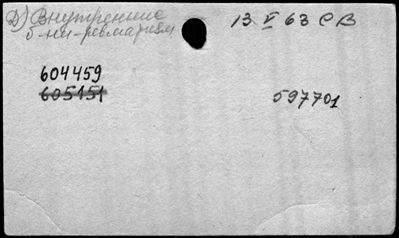 2) Внутренние
б-ни-ревматизм
13 V 63 СВ
604459
605151
597701